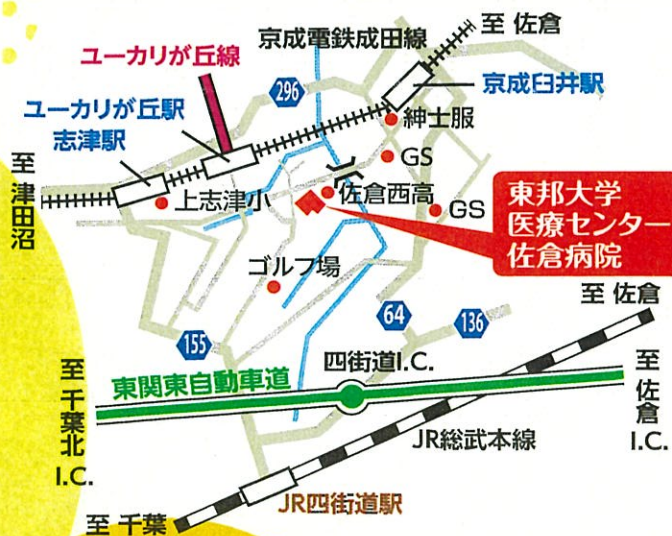 至 佐倉
京成電鉄成田線
ユーカリが丘線
296
京成臼井駅
ユーカリが丘駅
志津駅
紳士服
GS
至 津田沼
上志津小
佐倉西高
GS
東邦大学
医療センター
佐倉病院
ゴルフ場
至 佐倉
64
136
155
四街道I.C.
至 千葉北 I.C.
東関東自動車道
至 佐倉 I.C.
JR総武本線
JR四街道駅
至 千葉